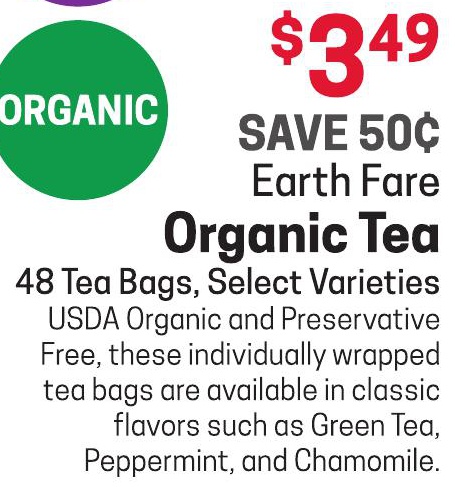 $3.49
ORGANIC
SAVE 50¢
Earth Fare
Organic Tea
48 Tea Bags, Select Varieties
USDA Organic and Preservative
Free, these individually wrapped
tea bags are available in classic
flavors such as Green Tea,
Peppermint, and Chamomile.